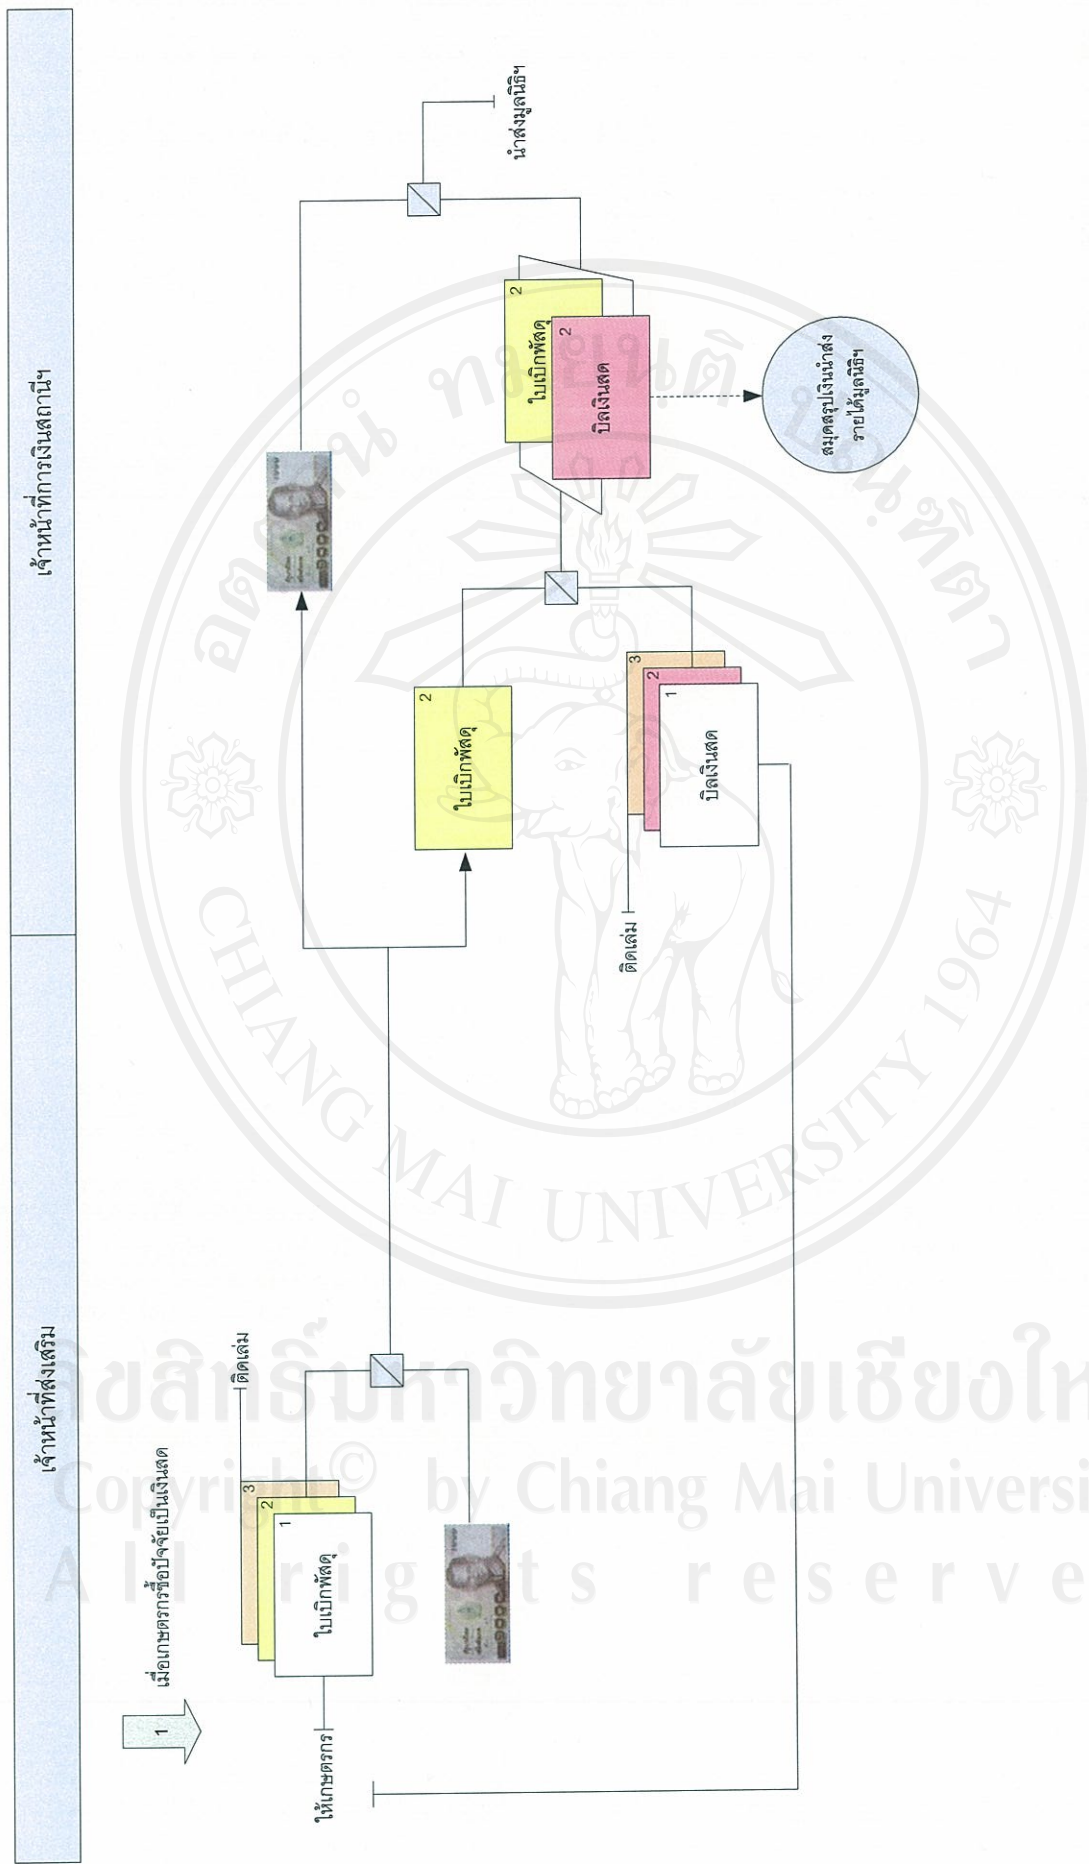 เจ้าหน้าที่ส่งเสริม
เจ้าหน้าที่การเงินสถานีฯ
1
เมื่อเกษตรกรซื้อปัจจัยเป็นเงินสด
ติดเล่ม
3
2
1
ใบเบิกพัสดุ
ให้เกษตรกร
2
ใบเบิกพัสดุ
3
2
1
บิลเงินสด
ติดเล่ม
2
ใบเบิกพัสดุ
2
บิลเงินสด
นำส่งมูลนิธิฯ
สมุดสรุปเงินนำส่ง
รายได้มูลนิธิฯ
CHIANG MAI UNIVERSITY 1964
ลิขสิทธิ์มหาวิทยาลัยเชียงให
Copyright© by Chiang Mai Universi
All rights reserve